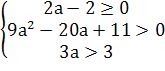 2a − 2 ≥ 0
9a² − 20a + 11 > 0
3a > 3